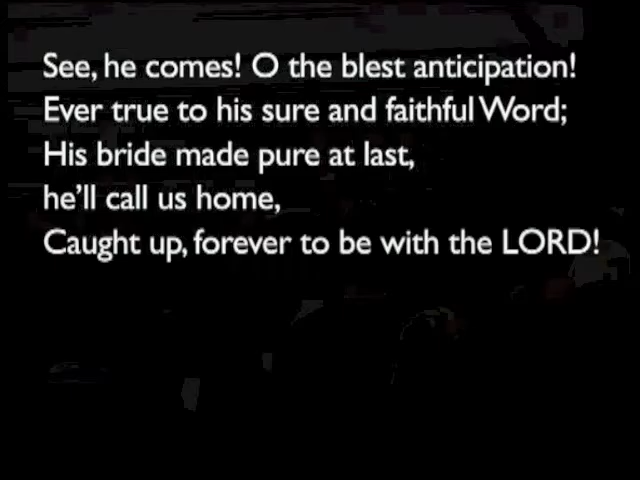 See, he comes! O the blest anticipation!
Ever true to his sure and faithful Word;
His bride made pure at last,
he'll call us home,
Caught up, forever to be with the LORD!